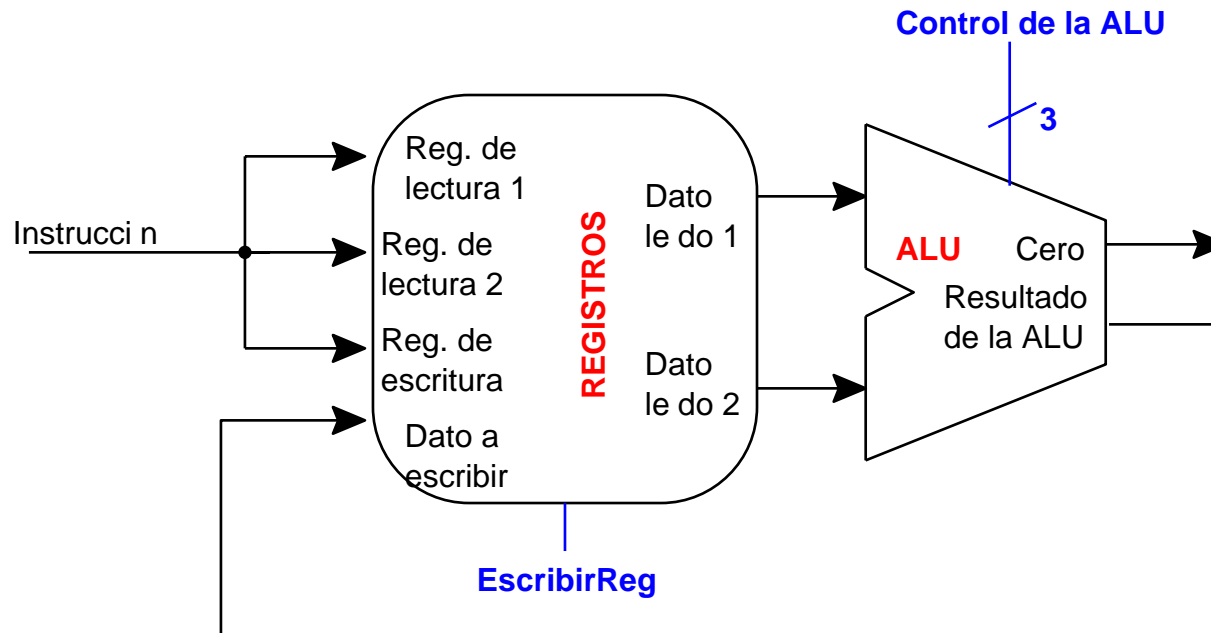 Control de la ALU
3
Instrucci n
Reg. de
lectura 1
Reg. de
lectura 2
Reg. de
escritura
Dato a
escribir
REGISTROS
Dato
le do 1
Dato
le do 2
ALU
Cero
Resultado
de la ALU
EscribirReg